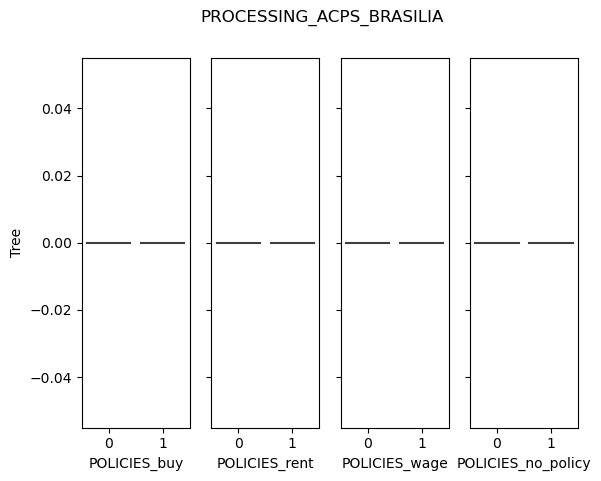 PROCESSING_ACPS_BRASILIA
Tree
0.04
0.02
0.00
−0.02
−0.04
0 1
0 1
0 1
0 1
POLICIES_buy
POLICIES_rent
POLICIES_wage
POLICIES_no_policy